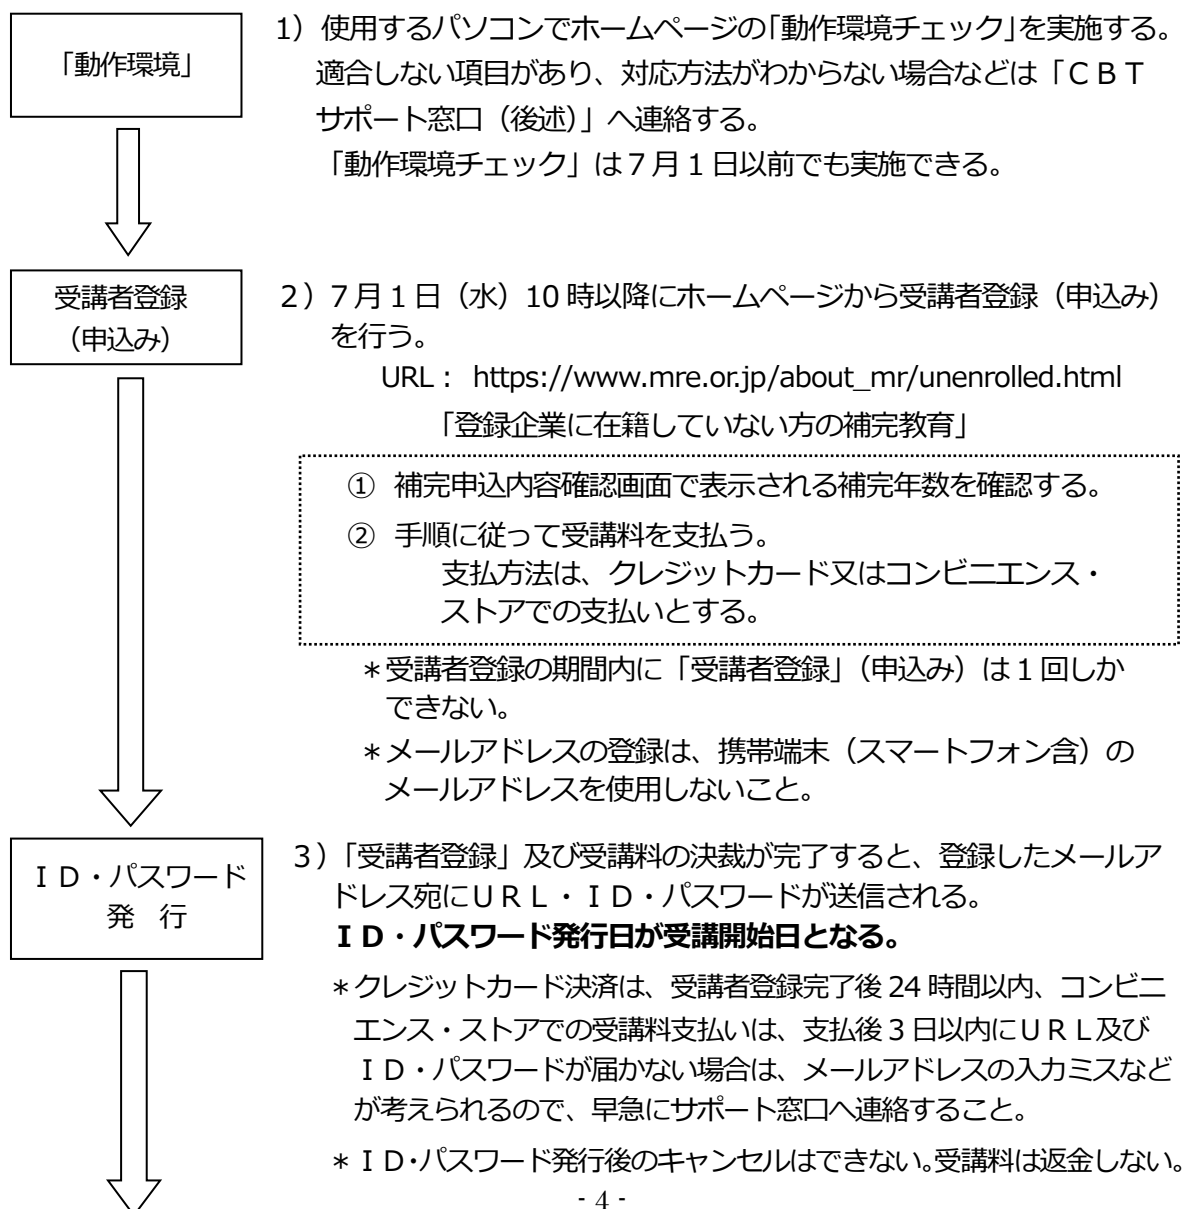 「動作環境」
1）使用するパソコンでホームページの「動作環境チェック」を実施する。
適合しない項目があり、対応方法がわからない場合などは「ＣＢＴ
サポート窓口（後述）」へ連絡する。
「動作環境チェック」は７月１日以前でも実施できる。
受講者登録
（申込み）
２）７月１日（水）10 時以降にホームページから受講者登録（申込み）
を行う。
URL： https://www.mre.or.jp/about_mr/unenrolled.html
「登録企業に在籍していない方の補完教育」
① 補完申込内容確認画面で表示される補完年数を確認する。
② 手順に従って受講料を支払う。
支払方法は、クレジットカード又はコンビニエンス・
ストアでの支払いとする。
＊受講者登録の期間内に「受講者登録」（申込み）は１回しか
できない。
＊メールアドレスの登録は、携帯端末（スマートフォン含）の
メールアドレスを使用しないこと。
ＩＤ・パスワード
発　行
３）「受講者登録」及び受講料の決裁が完了すると、登録したメールア
ドレス宛にＵＲＬ・ＩＤ・パスワードが送信される。
ＩＤ・パスワード発行日が受講開始日となる。
＊クレジットカード決済は、受講者登録完了後 24 時間以内、コンビニ
エンス・ストアでの受講料支払いは、支払後３日以内にＵＲＬ及び
ＩＤ・パスワードが届かない場合は、メールアドレスの入力ミスなど
が考えられるので、早急にサポート窓口へ連絡すること。
＊ＩＤ・パスワード発行後のキャンセルはできない。受講料は返金しない。
- 4 -